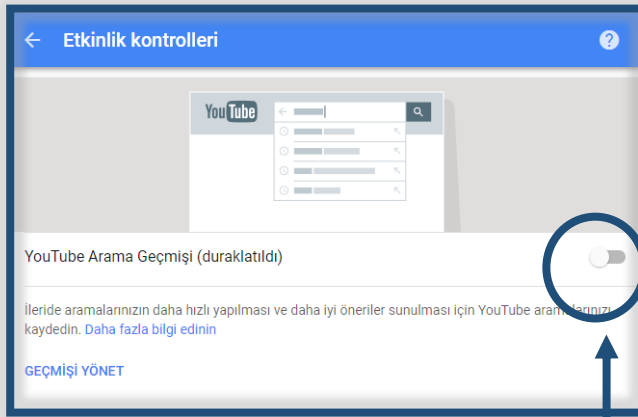 Etkinlik kontrolleri
YouTube
YouTube Arama Geçmişi (duraklatıldı)
İleride aramalarınızın daha hızlı yapılması ve daha iyi öneriler sunulması için YouTube aramalarınızı
kaydedin. Daha fazla bilgi edinin
GEÇMİŞİ YÖNET